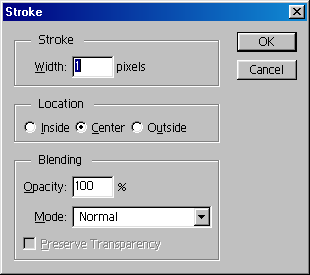 Stroke
Stroke
Width: 1 pixels
OK
Cancel
Location
Inside Center Outside
Blending
Opacity: 100 %
Mode: Normal
Preserve Transparency